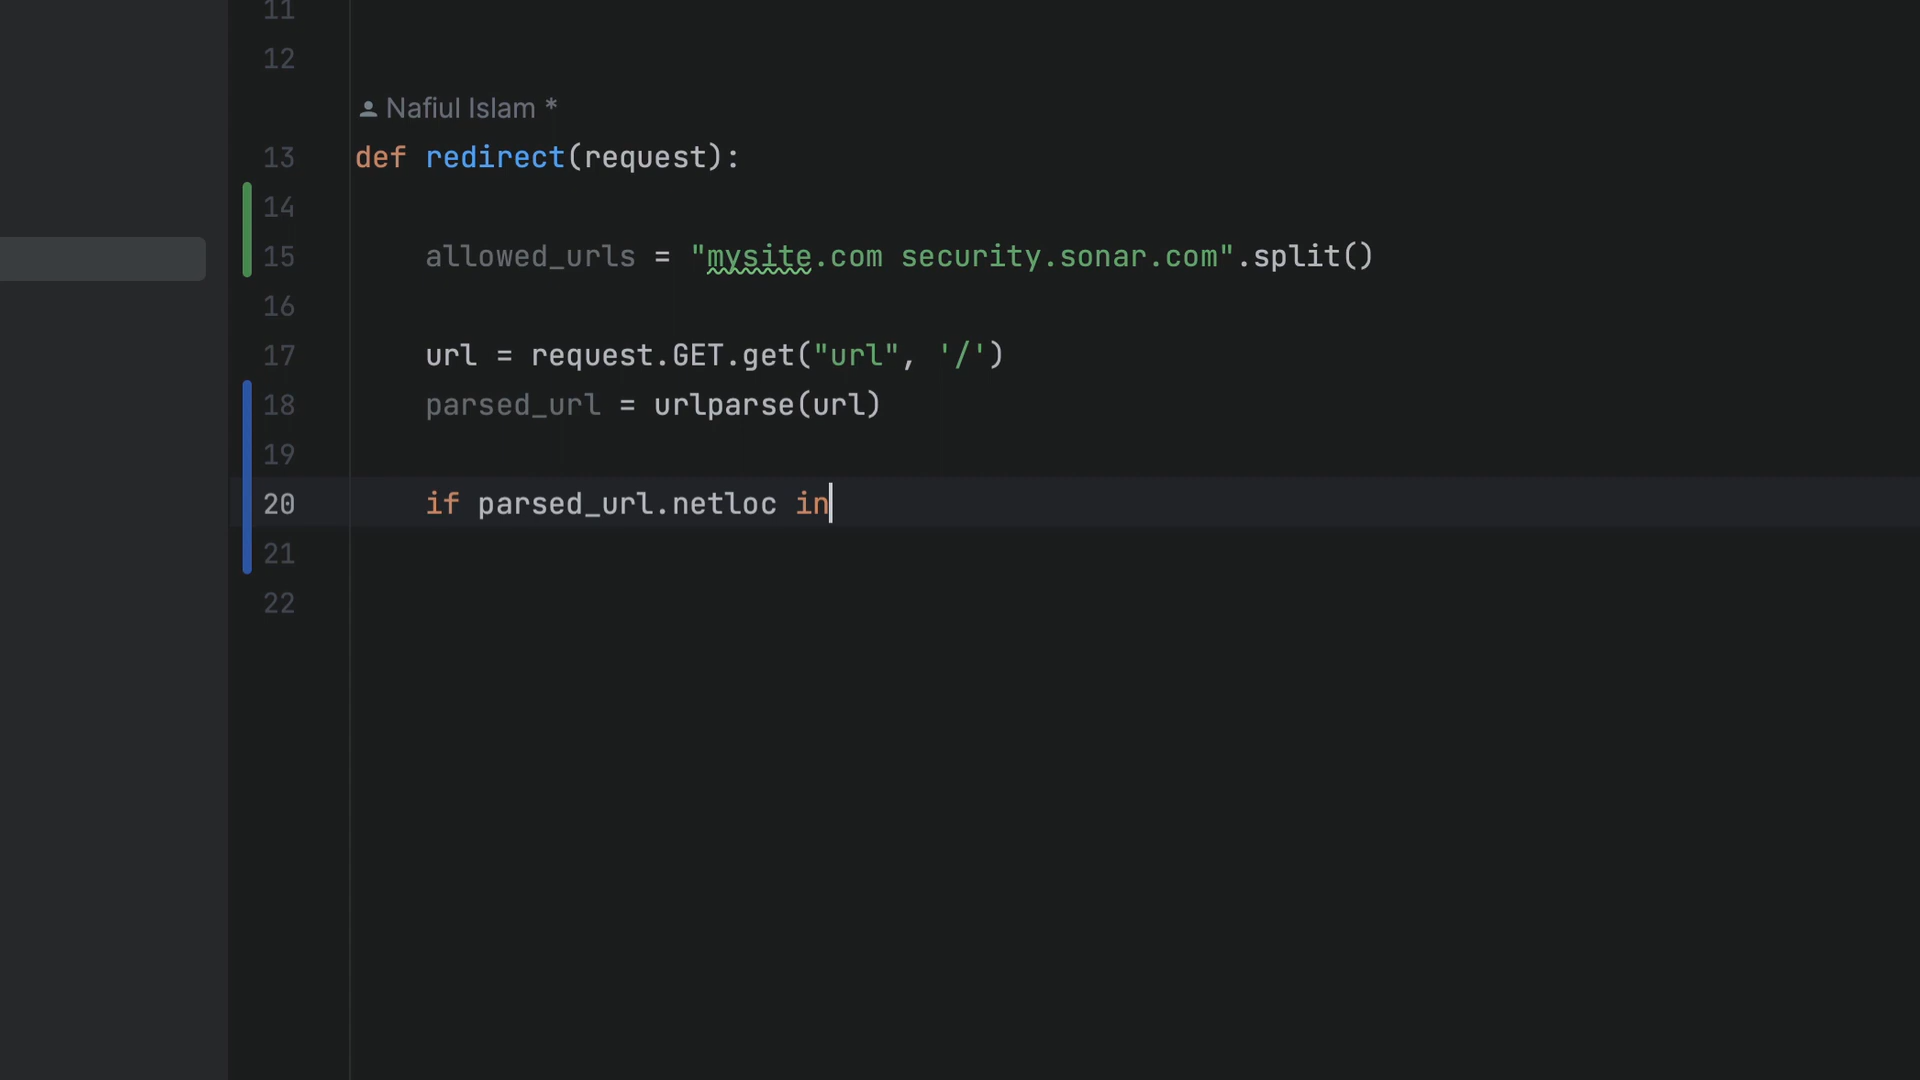 11
12
Nafiul Islam *
13 def redirect(request):
14
15 allowed_urls = "mysite.com security.sonar.com".split()
16
17 url = request.GET.get("url", '/')
18 parsed_url = urlparse(url)
19
20 if parsed_url.netloc in
21
22